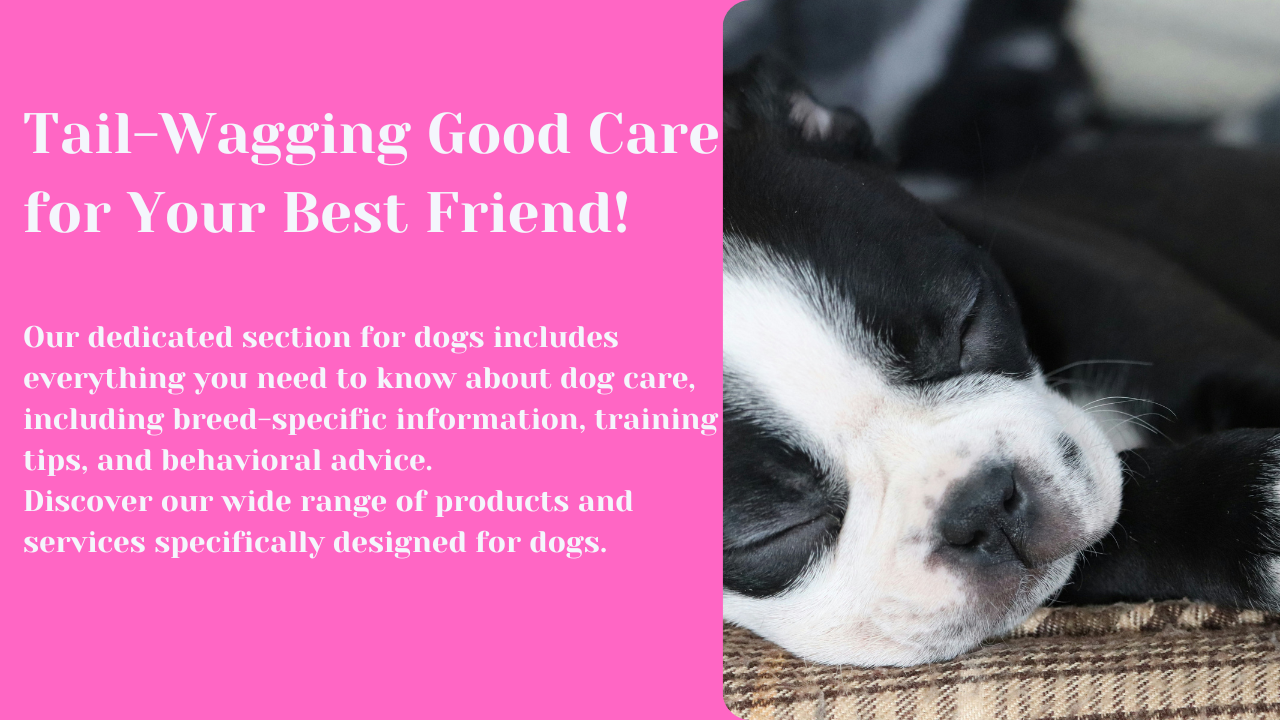 Tail-Wagging Good Care
for Your Best Friend!
Our dedicated section for dogs includes
everything you need to know about dog care,
including breed-specific information, training
tips, and behavioral advice.
Discover our wide range of products and
services specifically designed for dogs.